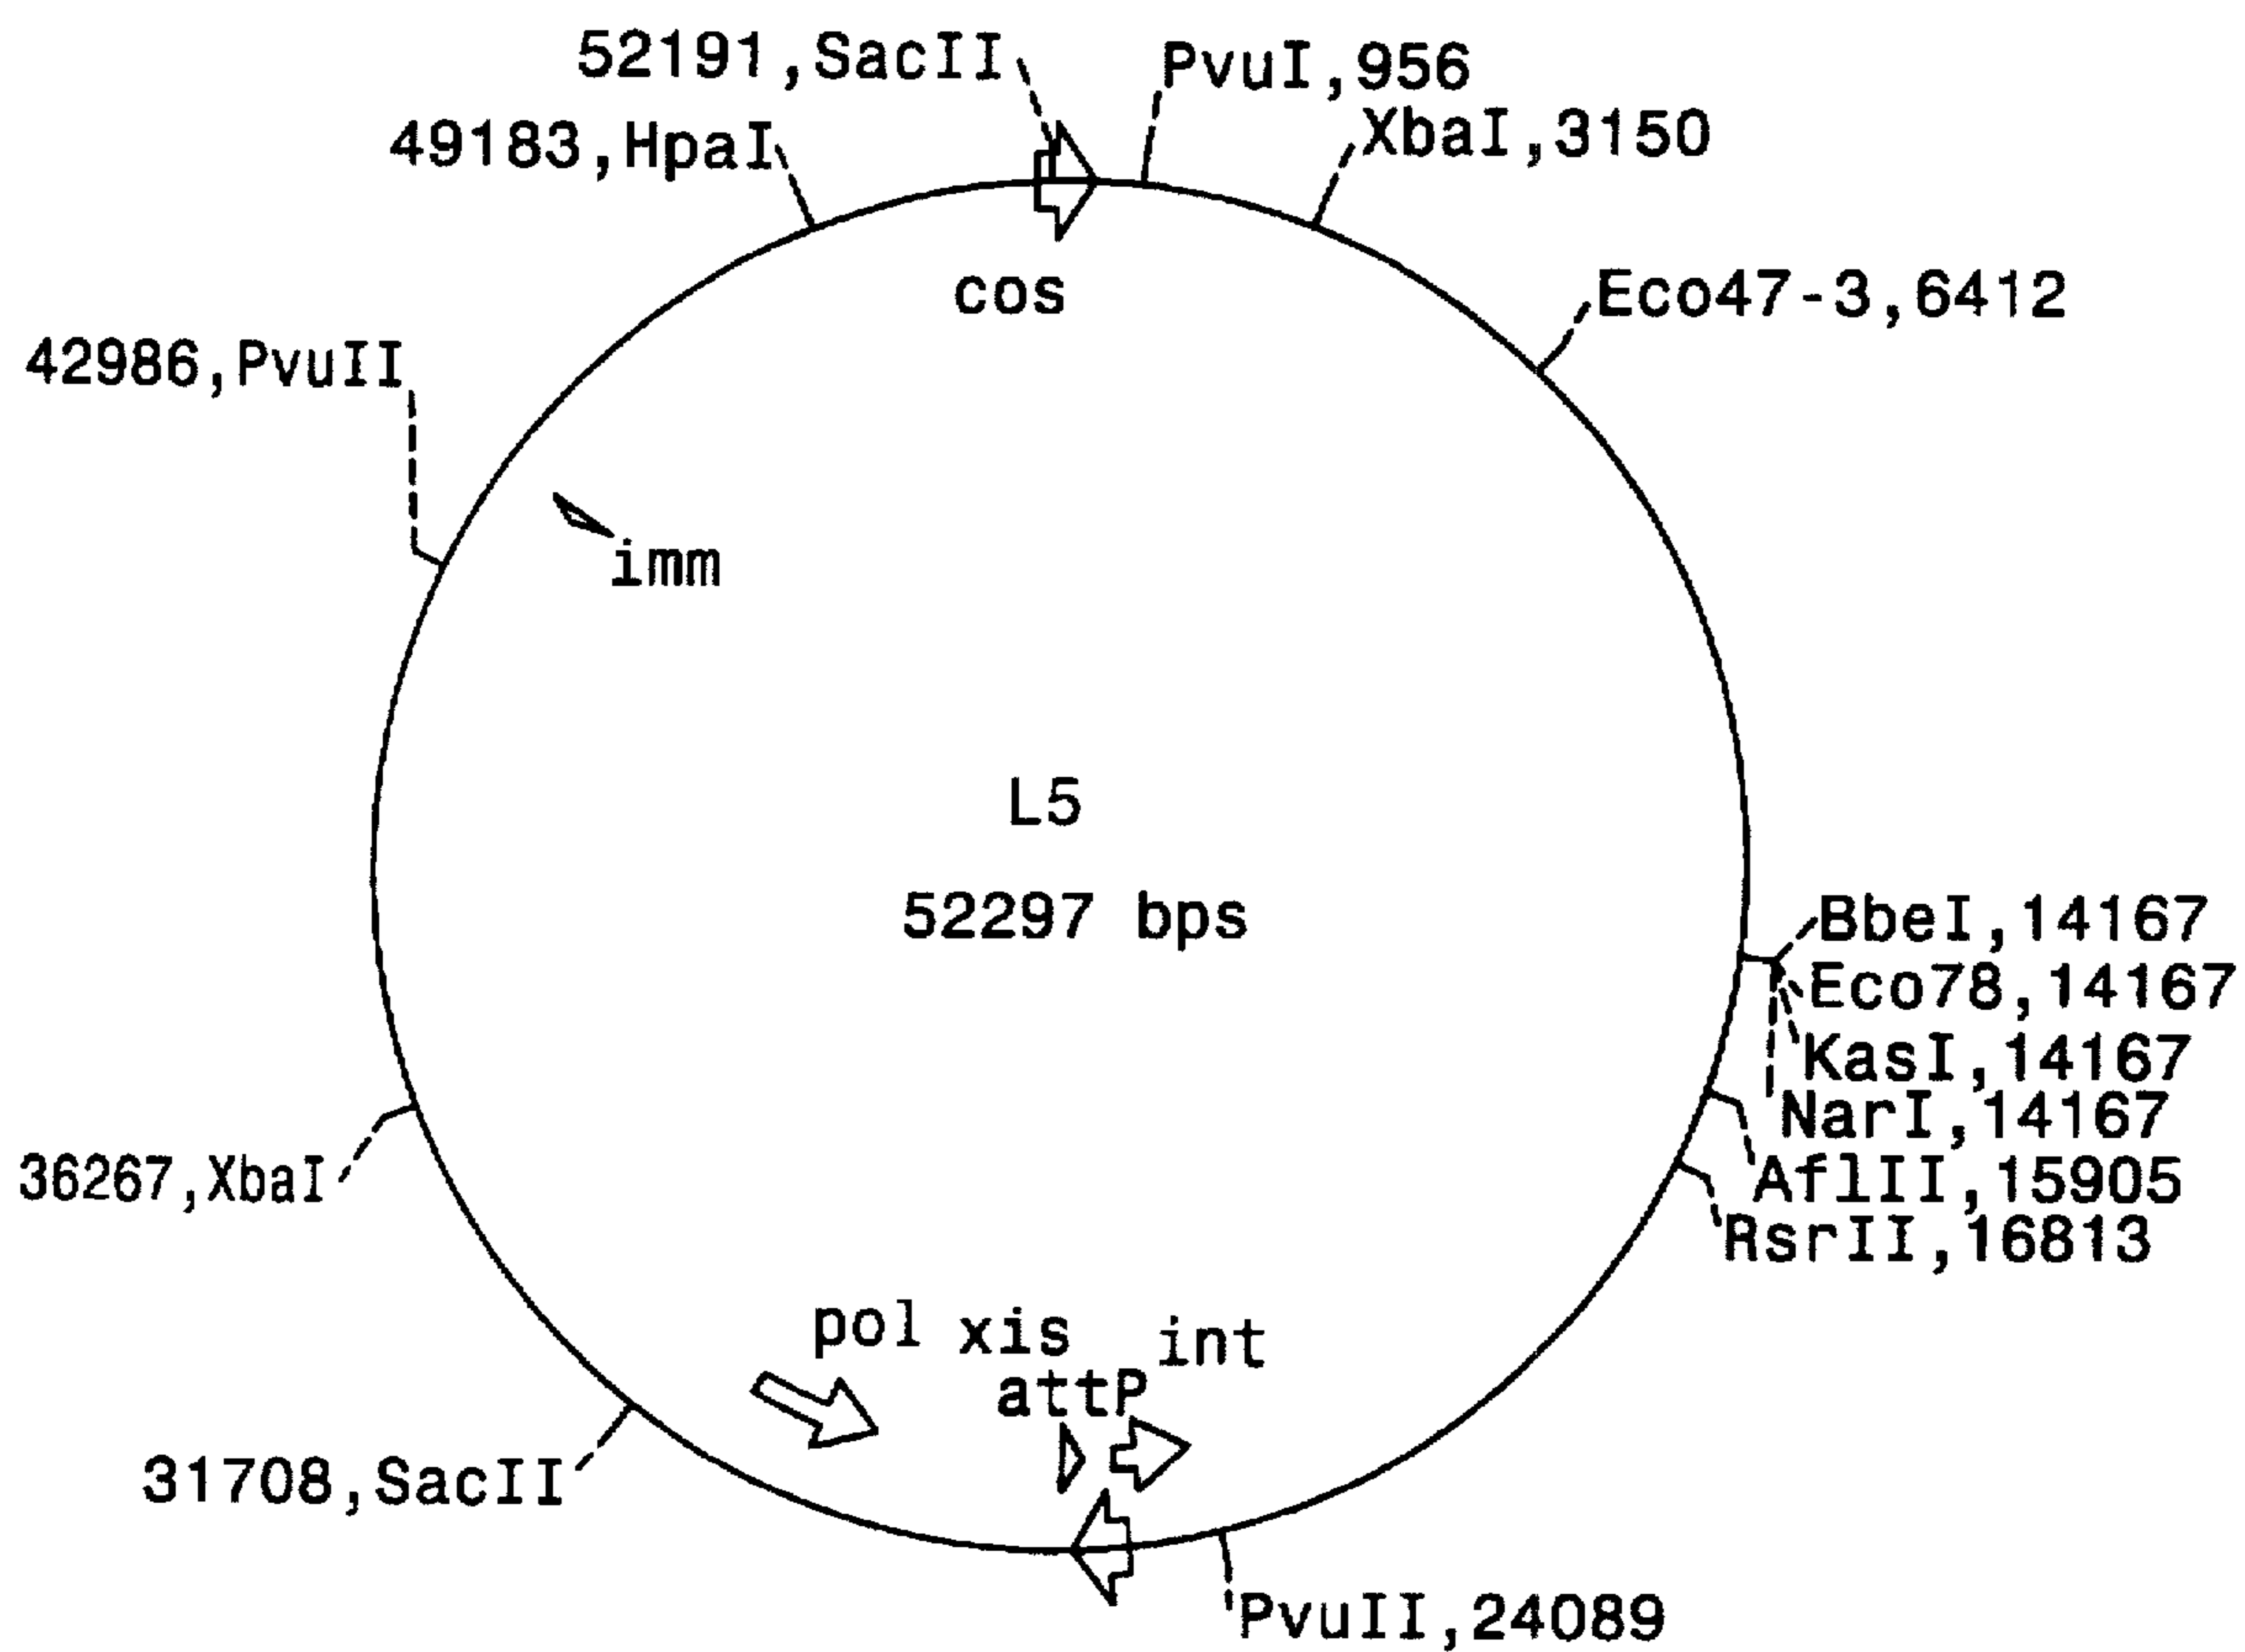 52191,SacII
PvuI,956
49183,HpaI
XbaI,3150
cos
Eco47-3,6412
42986,PvuII
imm
L5
52297 bps
BbeI,14167
Eco78,14167
KasI,14167
NarI,14167
AflII,15905
36267,XbaI
RsrII,16813
pol
xis
int
attP
31708,SacII
PvuII,24089